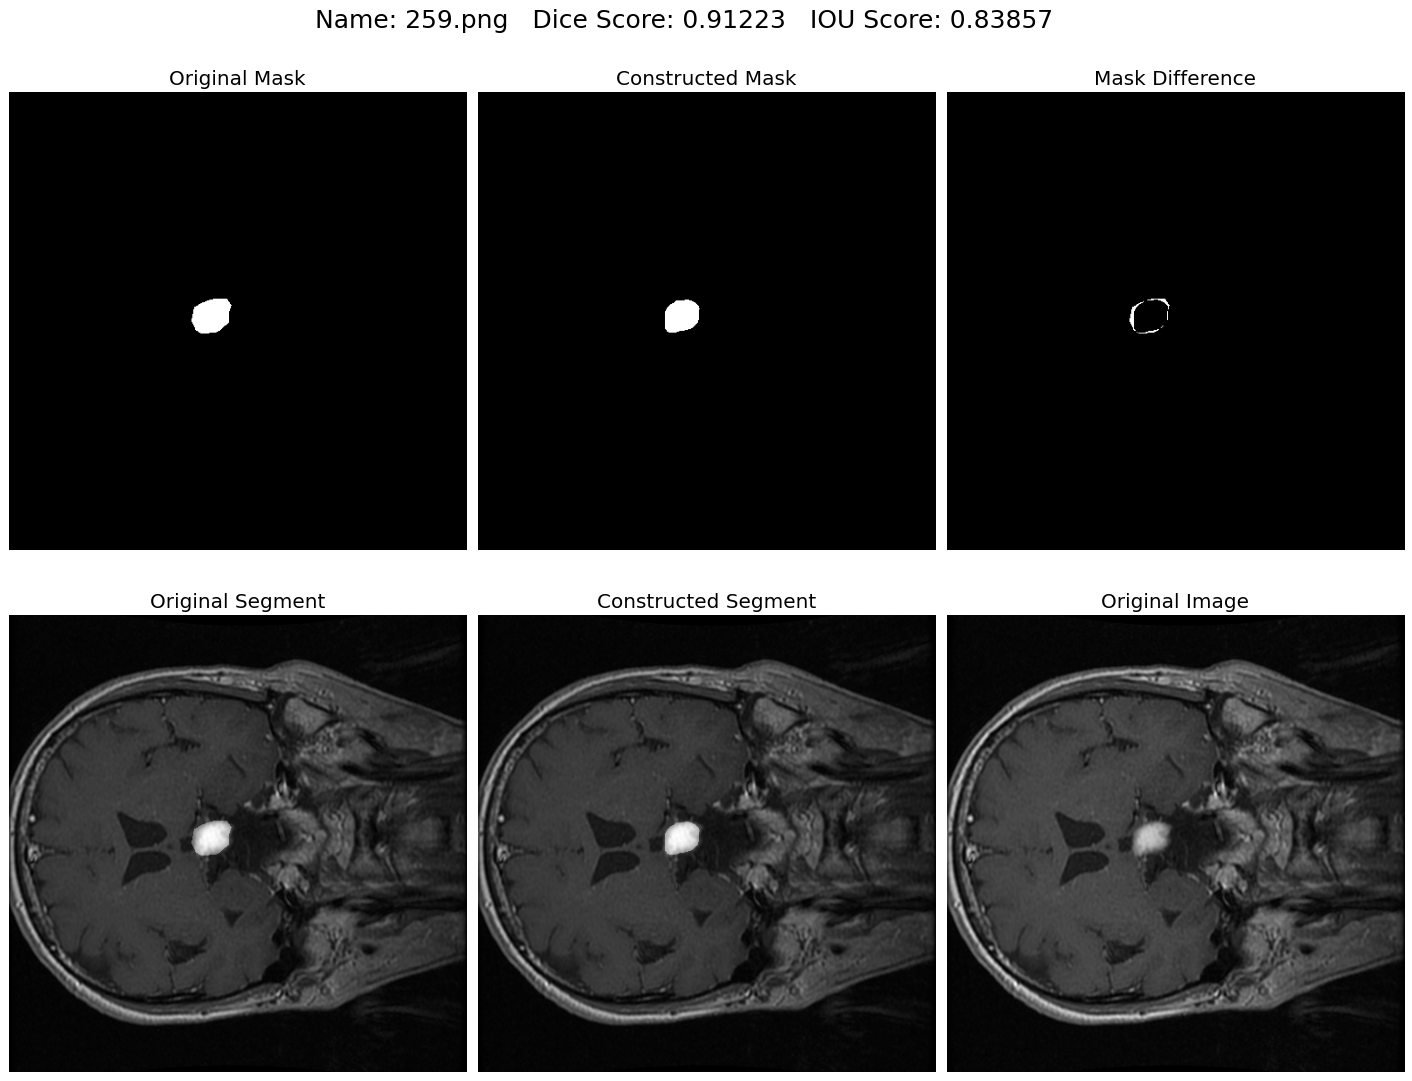 Name: 259.png   Dice Score: 0.91223   IOU Score: 0.83857
Original Mask
Constructed Mask
Mask Difference
Original Segment
Constructed Segment
Original Image